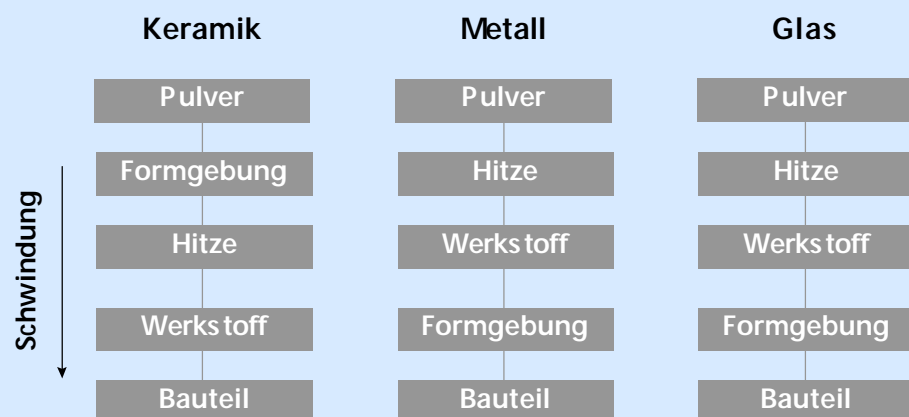 Keramik
Metall
Glas
Pulver
Pulver
Pulver
Formgebung
Hitze
Hitze
Hitze
Werkstoff
Werkstoff
Werkstoff
Formgebung
Formgebung
Bauteil
Bauteil
Bauteil
Schwindung